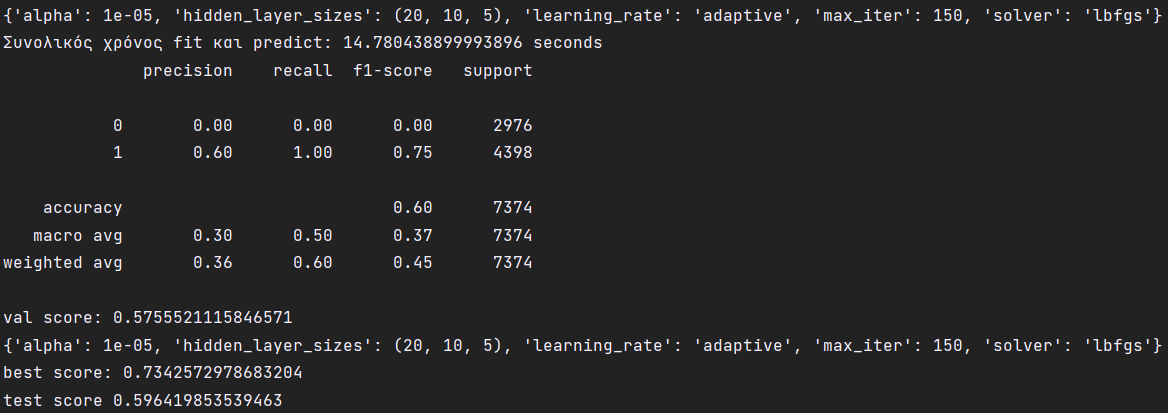 {'alpha': 1e-05, 'hidden_layer_sizes': (20, 10, 5), 'learning_rate': 'adaptive', 'max_iter': 150, 'solver': 'lbfgs'}
Συνολικός χρόνος fit και predict: 14.780438899993896 seconds
              precision    recall  f1-score   support

           0       0.00      0.00      0.00      2976
           1       0.60      1.00      0.75      4398

    accuracy                           0.60      7374
   macro avg       0.30      0.50      0.37      7374
weighted avg       0.36      0.60      0.45      7374

val score: 0.5755521115846571
{'alpha': 1e-05, 'hidden_layer_sizes': (20, 10, 5), 'learning_rate': 'adaptive', 'max_iter': 150, 'solver': 'lbfgs'}
best score: 0.7342572978683204
test score 0.596419853539463